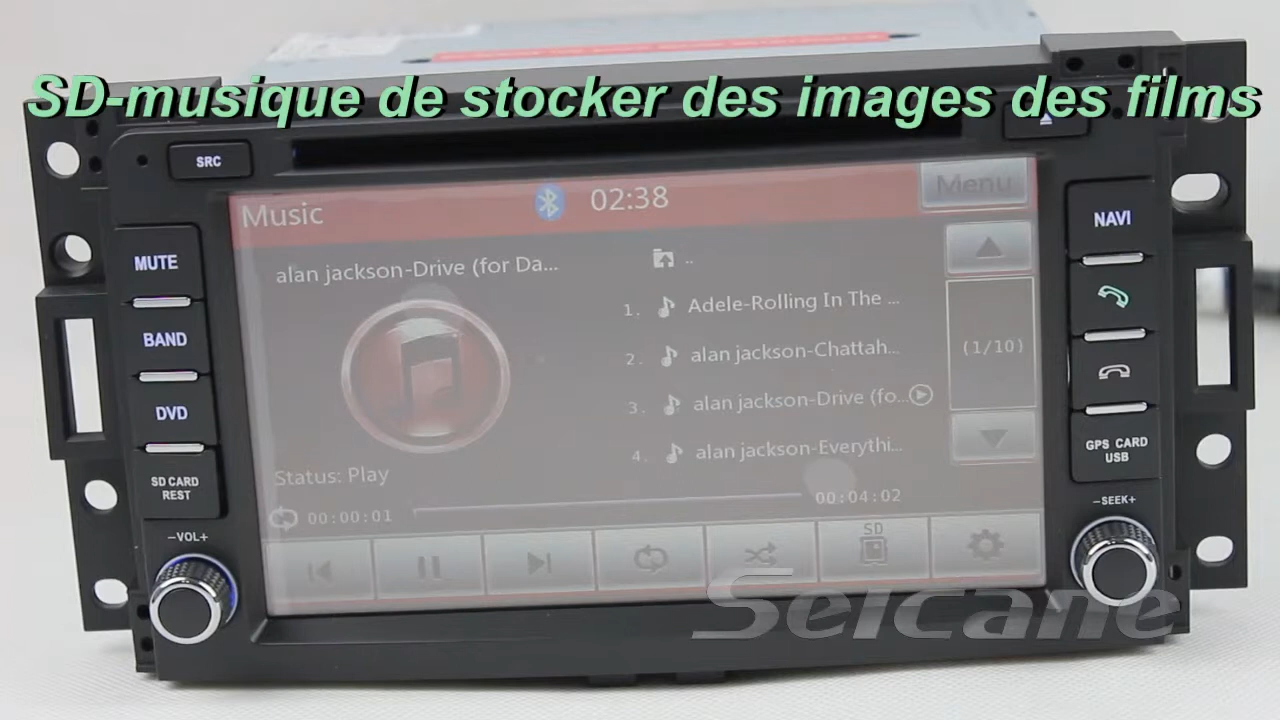 SD-musique de stocker des images des films
SRC
MUTE
BAND
DVD
SD CARD
REST
−VOL+
Music
02:38
Menu
alan jackson-Drive (for Da...
Status: Play
00:00:01
00:04:02
..
1. Adele-Rolling In The ...
2. alan jackson-Chattah...
3. alan jackson-Drive (fo...
4. alan jackson-Everythi...
(1/10)
SD
NAVI
GPS CARD
USB
−SEEK+
Seicane